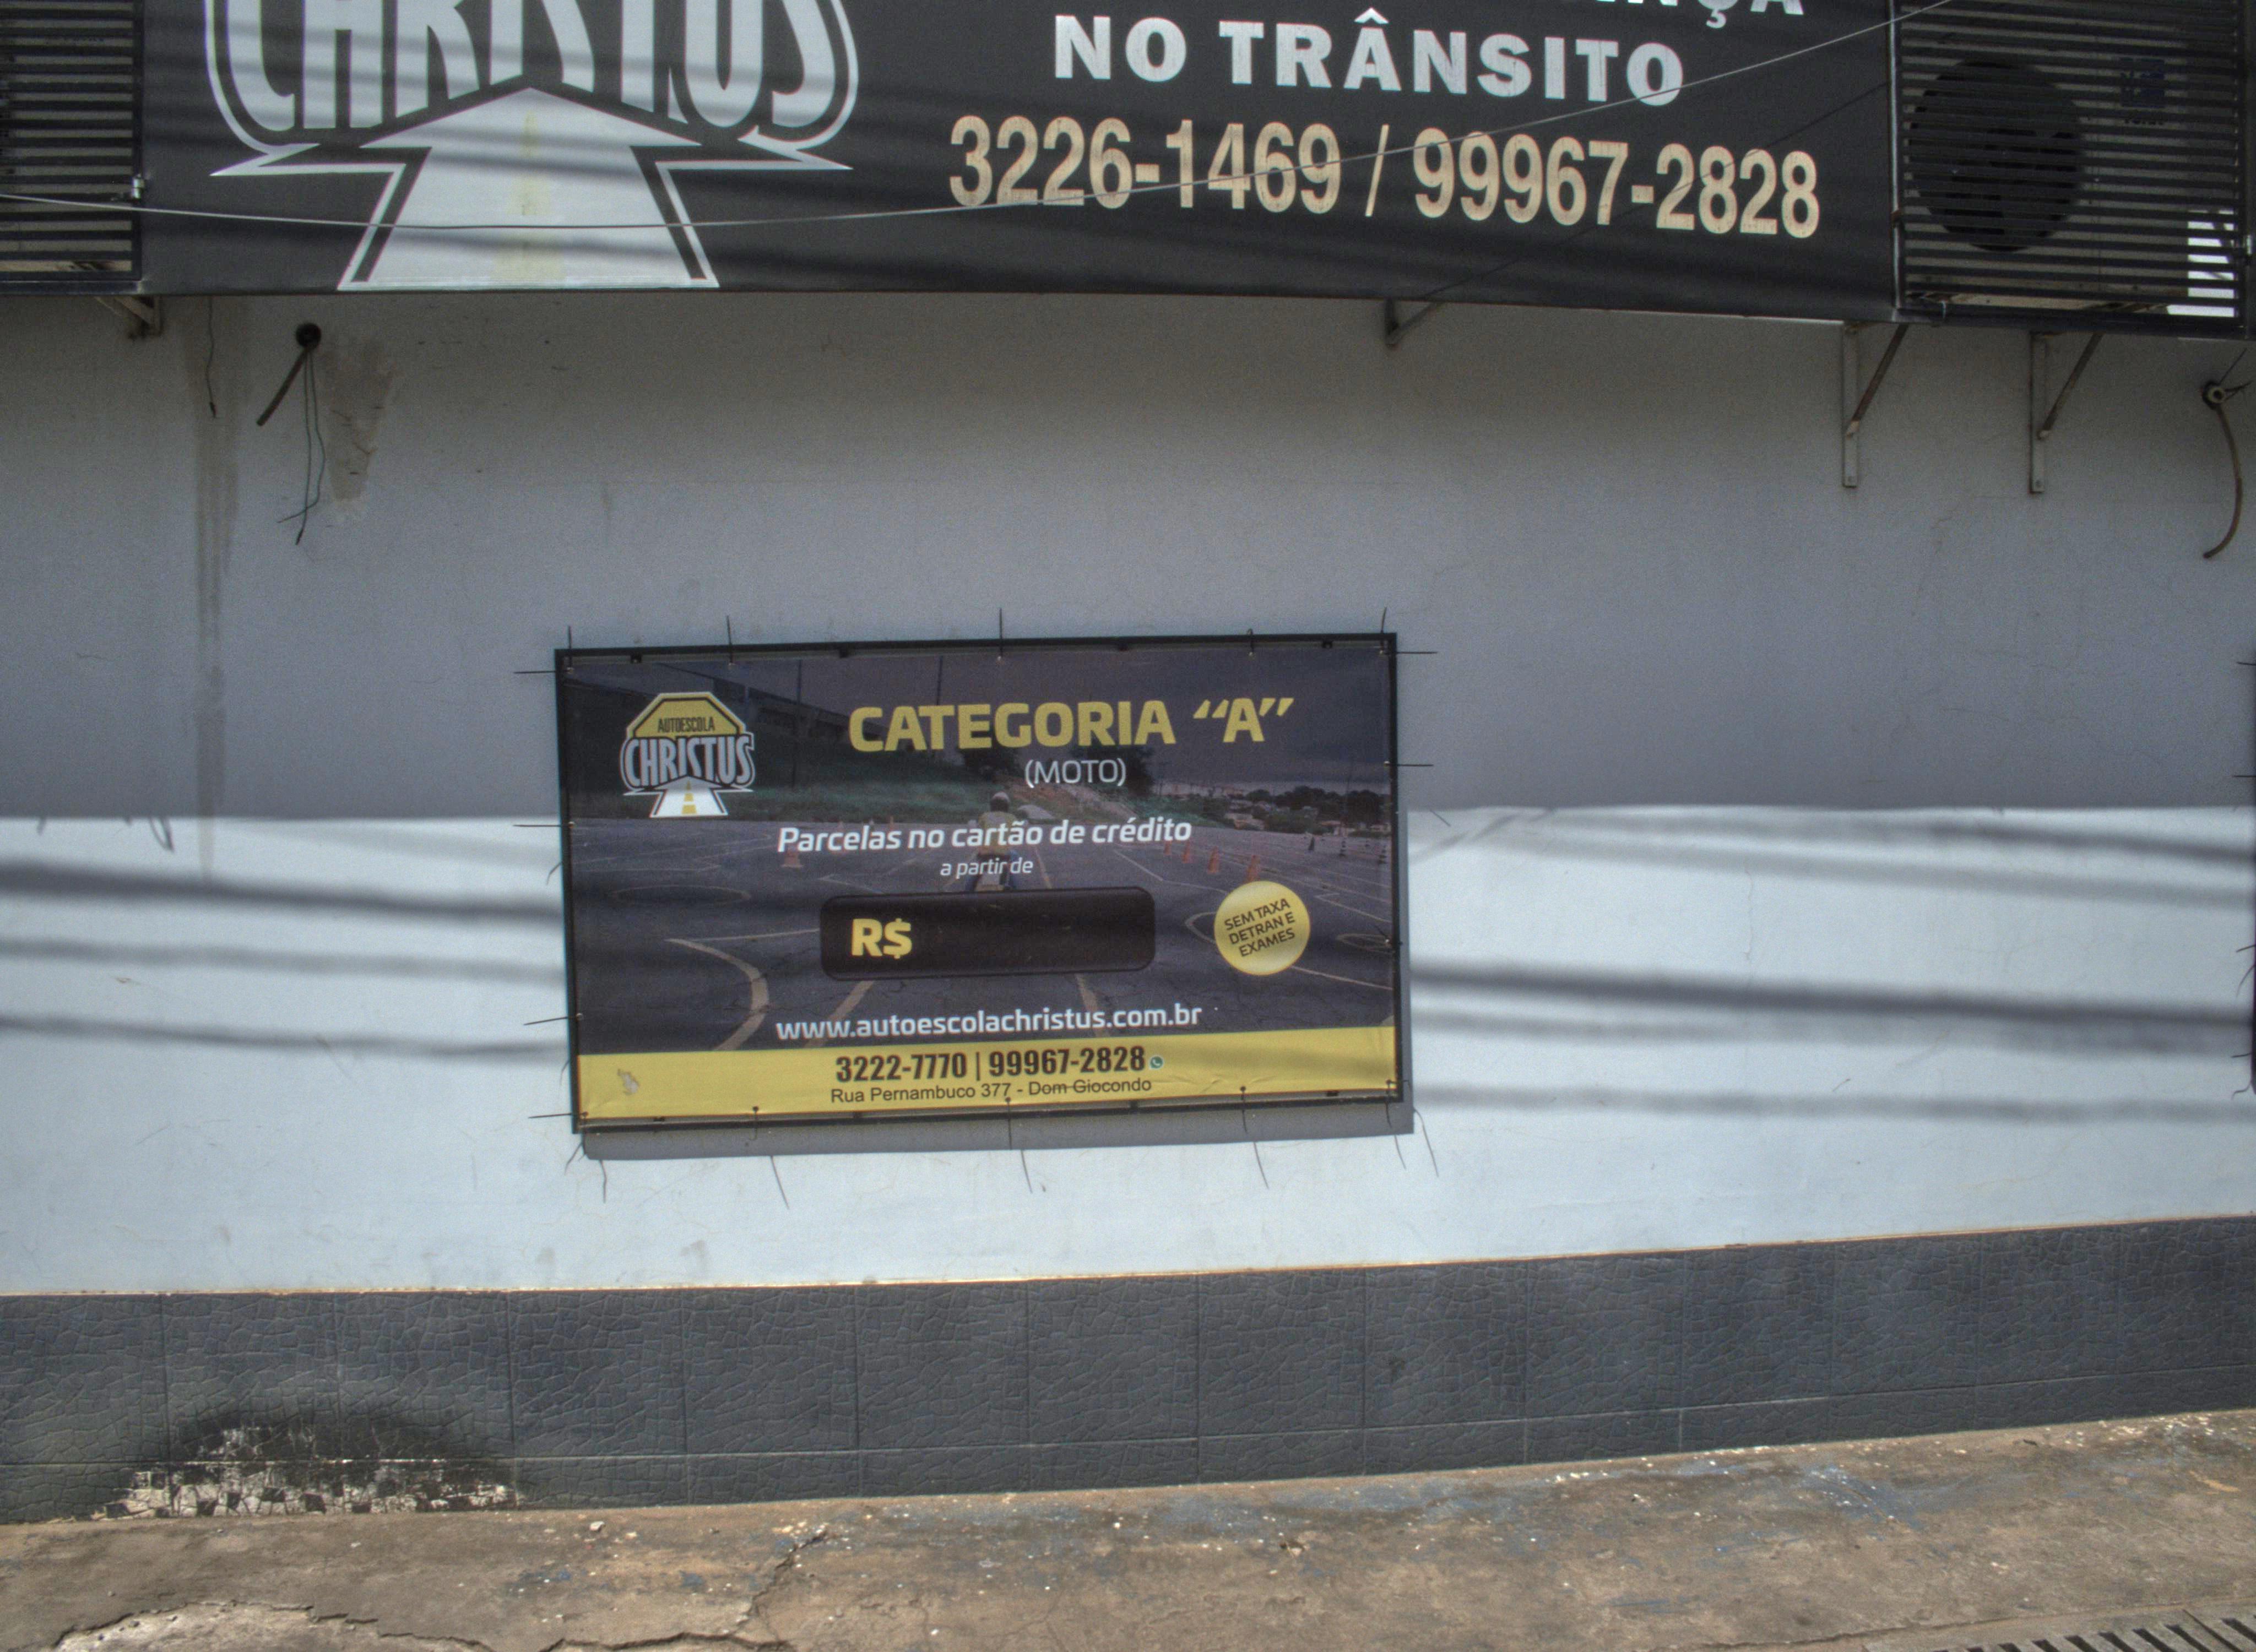 CHRISTUS
NO TRÂNSITO
3226-1469 / 99967-2828
AUTOESCOLA
CHRISTUS
CATEGORIA “A”
(MOTO)
Parcelas no cartão de crédito
a partir de
R$
SEM TAXA
DETRAN E
EXAMES
www.autoescolachristus.com.br
3222-7770 | 99967-2828
Rua Pernambuco 377 - Dom Giocondo